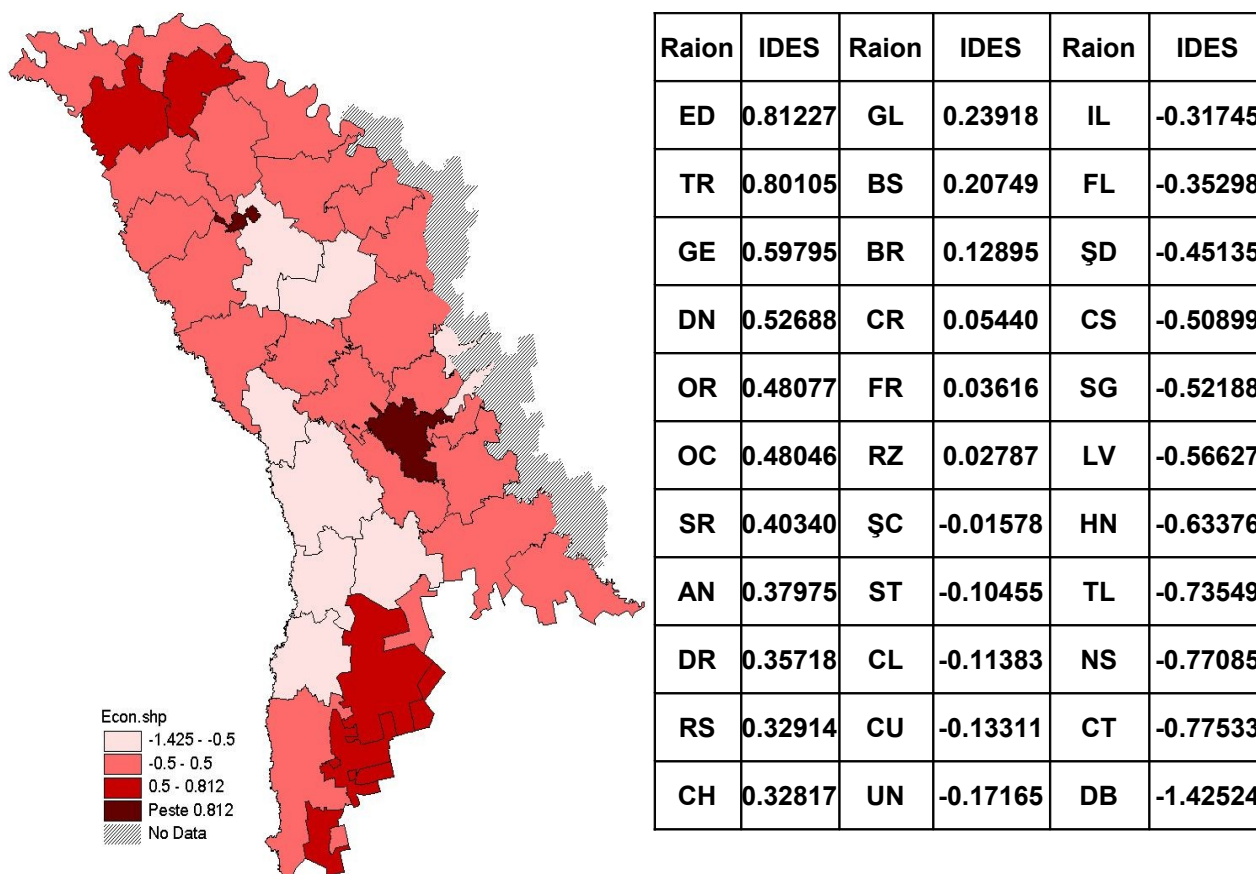 Econ.shp
-1.425 - -0.5
-0.5 - 0.5
0.5 - 0.812
Peste 0.812
No Data
Raion IDES Raion IDES Raion IDES
ED 0.81227 GL 0.23918 IL -0.31745
TR 0.80105 BS 0.20749 FL -0.35298
GE 0.59795 BR 0.12895 ŞD -0.45135
DN 0.52688 CR 0.05440 CS -0.50899
OR 0.48077 FR 0.03616 SG -0.52188
OC 0.48046 RZ 0.02787 LV -0.56627
SR 0.40340 ŞC -0.01578 HN -0.63376
AN 0.37975 ST -0.10455 TL -0.73549
DR 0.35718 CL -0.11383 NS -0.77085
RS 0.32914 CU -0.13311 CT -0.77533
CH 0.32817 UN -0.17165 DB -1.42524